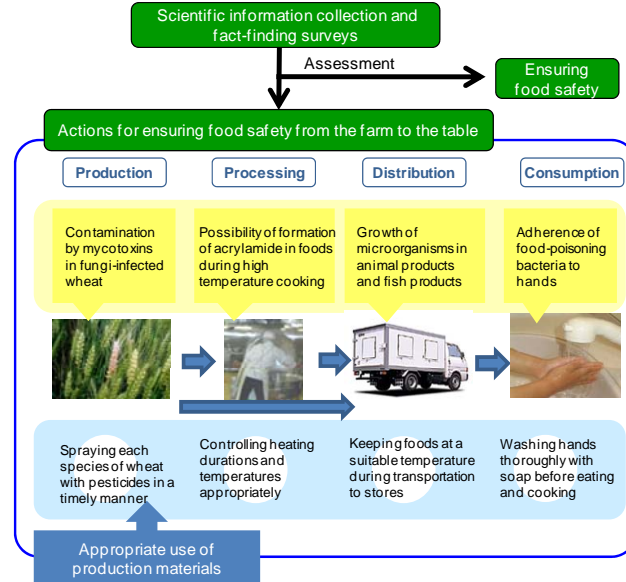 Scientific information collection and
fact-finding surveys
Assessment
Ensuring
food safety
Actions for ensuring food safety from the farm to the table
Production
Processing
Distribution
Consumption
Contamination
by mycotoxins
in fungi-infected
wheat
Possibility of formation
of acrylamide in foods
during high
temperature cooking
Growth of
microorganisms in
animal products
and fish products
Adherence of
food-poisoning
bacteria to
hands
Spraying each
species of wheat
with pesticides in a
timely manner
Controlling heating
durations and
temperatures
appropriately
Keeping foods at a
suitable temperature
during transportation
to stores
Washing hands
thoroughly with
soap before eating
and cooking
Appropriate use of
production materials